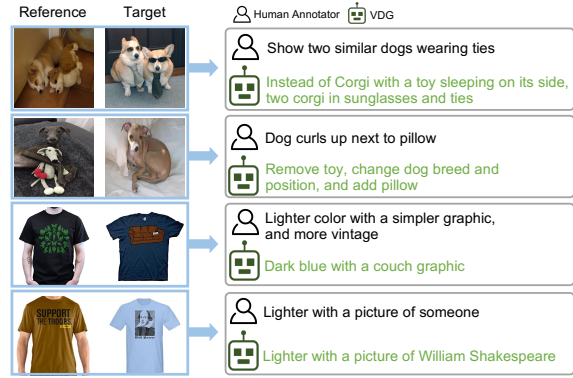 Reference Target Human Annotator VDG
Show two similar dogs wearing ties
Instead of Corgi with a toy sleeping on its side,
two corgi in sunglasses and ties
Dog curls up next to pillow
Remove toy, change dog breed and
position, and add pillow
Lighter color with a simpler graphic,
and more vintage
Dark blue with a couch graphic
SUPPORT
THE TROOPS.
Lighter with a picture of someone
Lighter with a picture of William Shakespeare